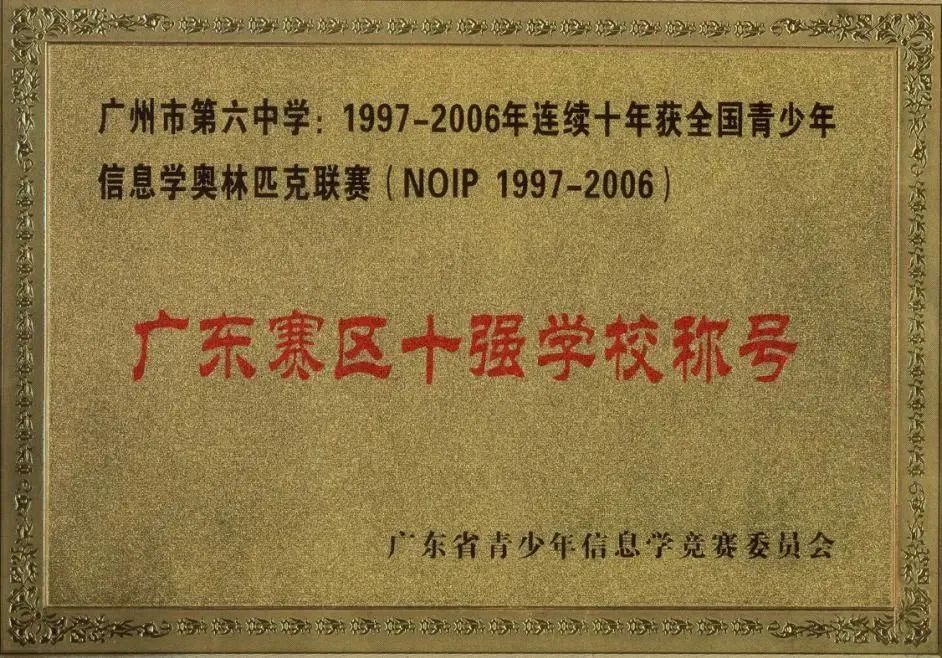 广州市第六中学：1997-2006年连续十年获全国青少年
信息学奥林匹克联赛（NOIP 1997-2006）
广东赛区十强学校称号
广东省青少年信息学竞赛委员会